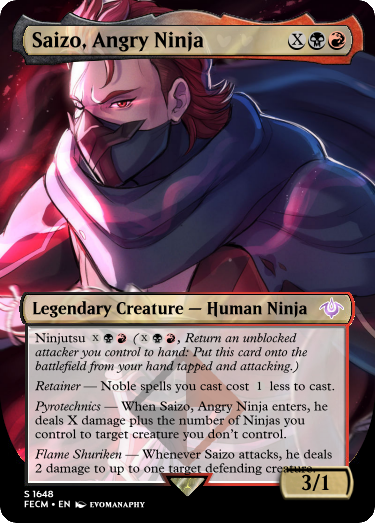 Saizo, Angry Ninja X
Legendary Creature — Human Ninja
Ninjutsu X (X, Return an unblocked
attacker you control to hand: Put this card onto the
battlefield from your hand tapped and attacking.)
Retainer — Noble spells you cast cost 1 less to cast.
Pyrotechnics — When Saizo, Angry Ninja enters, he
deals X damage plus the number of Ninjas you
control to target creature you don't control.
Flame Shuriken — Whenever Saizo attacks, he deals
2 damage to up to one target defending creature.
3/1
S 1648
FECM • EN EVOMANAPHY